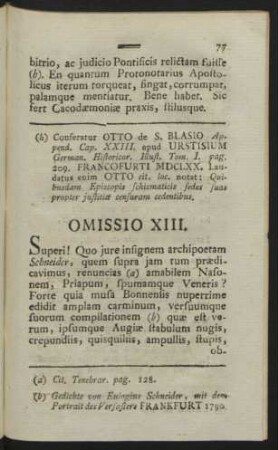 77
bitrio, ac judicio Pontificis relictam fuisse
(b). En quantum Protonotarius Aposto-
licus iterum torqueat, fingat, corrumpat,
palamque mentiatur. Bene haber. Sic
fert Cacodæmoniæ praxis, stilusque.
(b) Conferatur OTTO de S. BLASIO Ap-
pend. Cap. XXIII. apud URSTISIUM
German. Historicor. Illust. Tom. I. pag.
209. FRANCOFURTI MDCLXX. Lau-
datus enim OTTO cit. loc. notat: Qui-
busdam Episcopis schismaticis sedes suas
propter justitiæ censuram cedentibus.
OMISSIO XIII.
Superi! Quo jure insignem archipoetam
Schneider, quem supra jam tum prædi-
cavimus, renuncias (a) amabilem Naso-
nem, Priapum, spumamque Veneris?
Forte quia musa Bonnensis nuperrime
edidit amplam carminum, versuumque
suorum compilationem (b) quæ est ve-
rum, ipsumque Augiæ stabulum nugis,
crepundiis, quisquiliis, ampullis, stupis,
ob-
(a) Cit. Tenebrar. pag. 128.
(b) Gedichte von Eulogius Schneider, mit dem
Portrait des Verfassers FRANKFURT 1790.